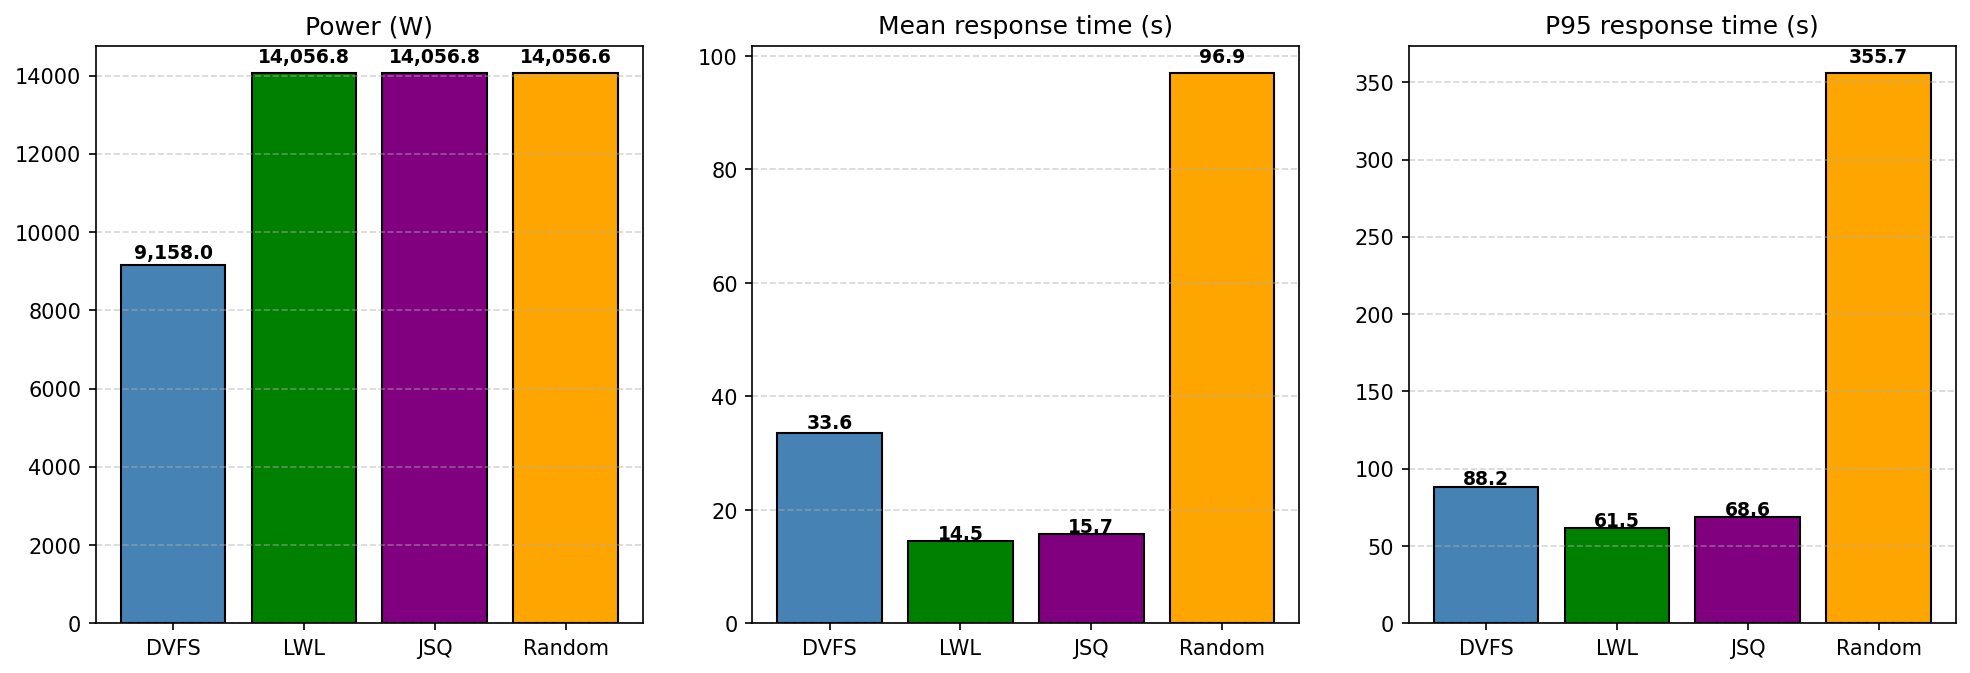 Power (W)
14000
12000
10000
8000
6000
4000
2000
0
9,158.0
14,056.8
14,056.8
14,056.6
DVFS
LWL
JSQ
Random
Mean response time (s)
100
80
60
40
20
0
33.6
14.5
15.7
96.9
DVFS
LWL
JSQ
Random
P95 response time (s)
350
300
250
200
150
100
50
0
88.2
61.5
68.6
355.7
DVFS
LWL
JSQ
Random